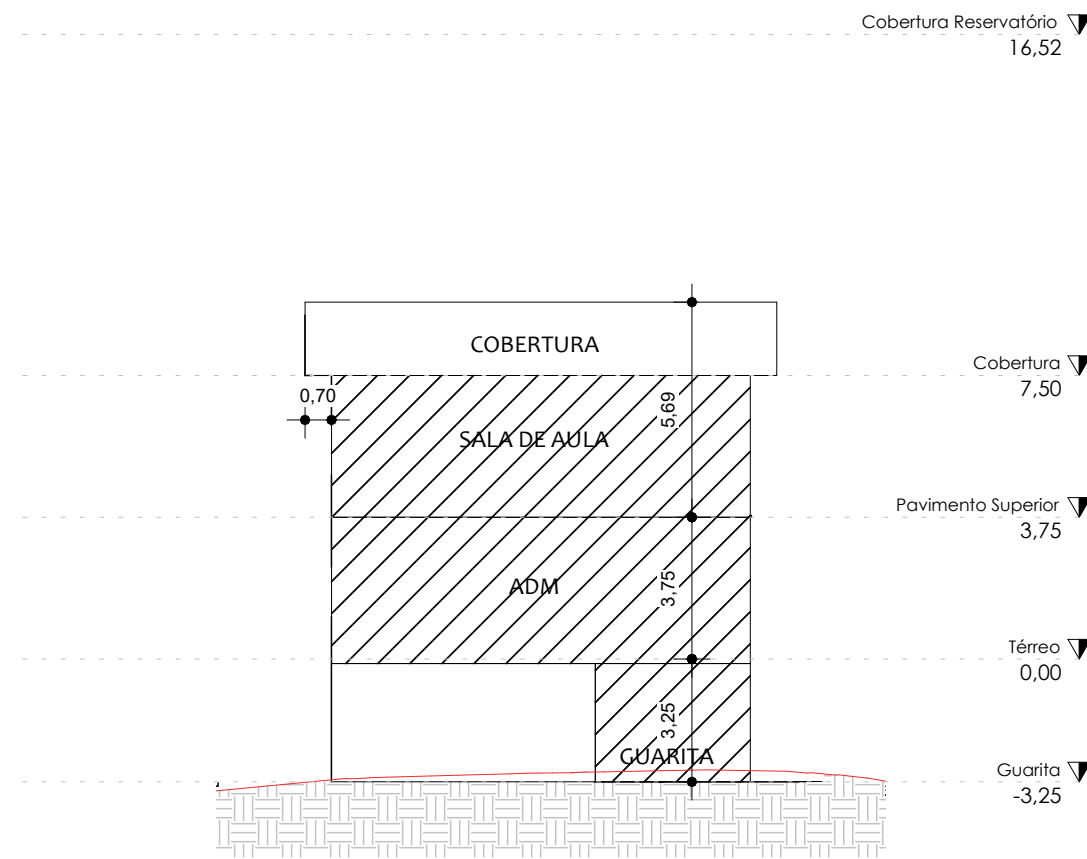 Cobertura Reservatório
16,52
COBERTURA
Cobertura
7,50
0,70
5,69
SALA DE AULA
Pavimento Superior
3,75
ADM
3,75
Térreo
0,00
3,25
GUARITA
Guarita
-3,25